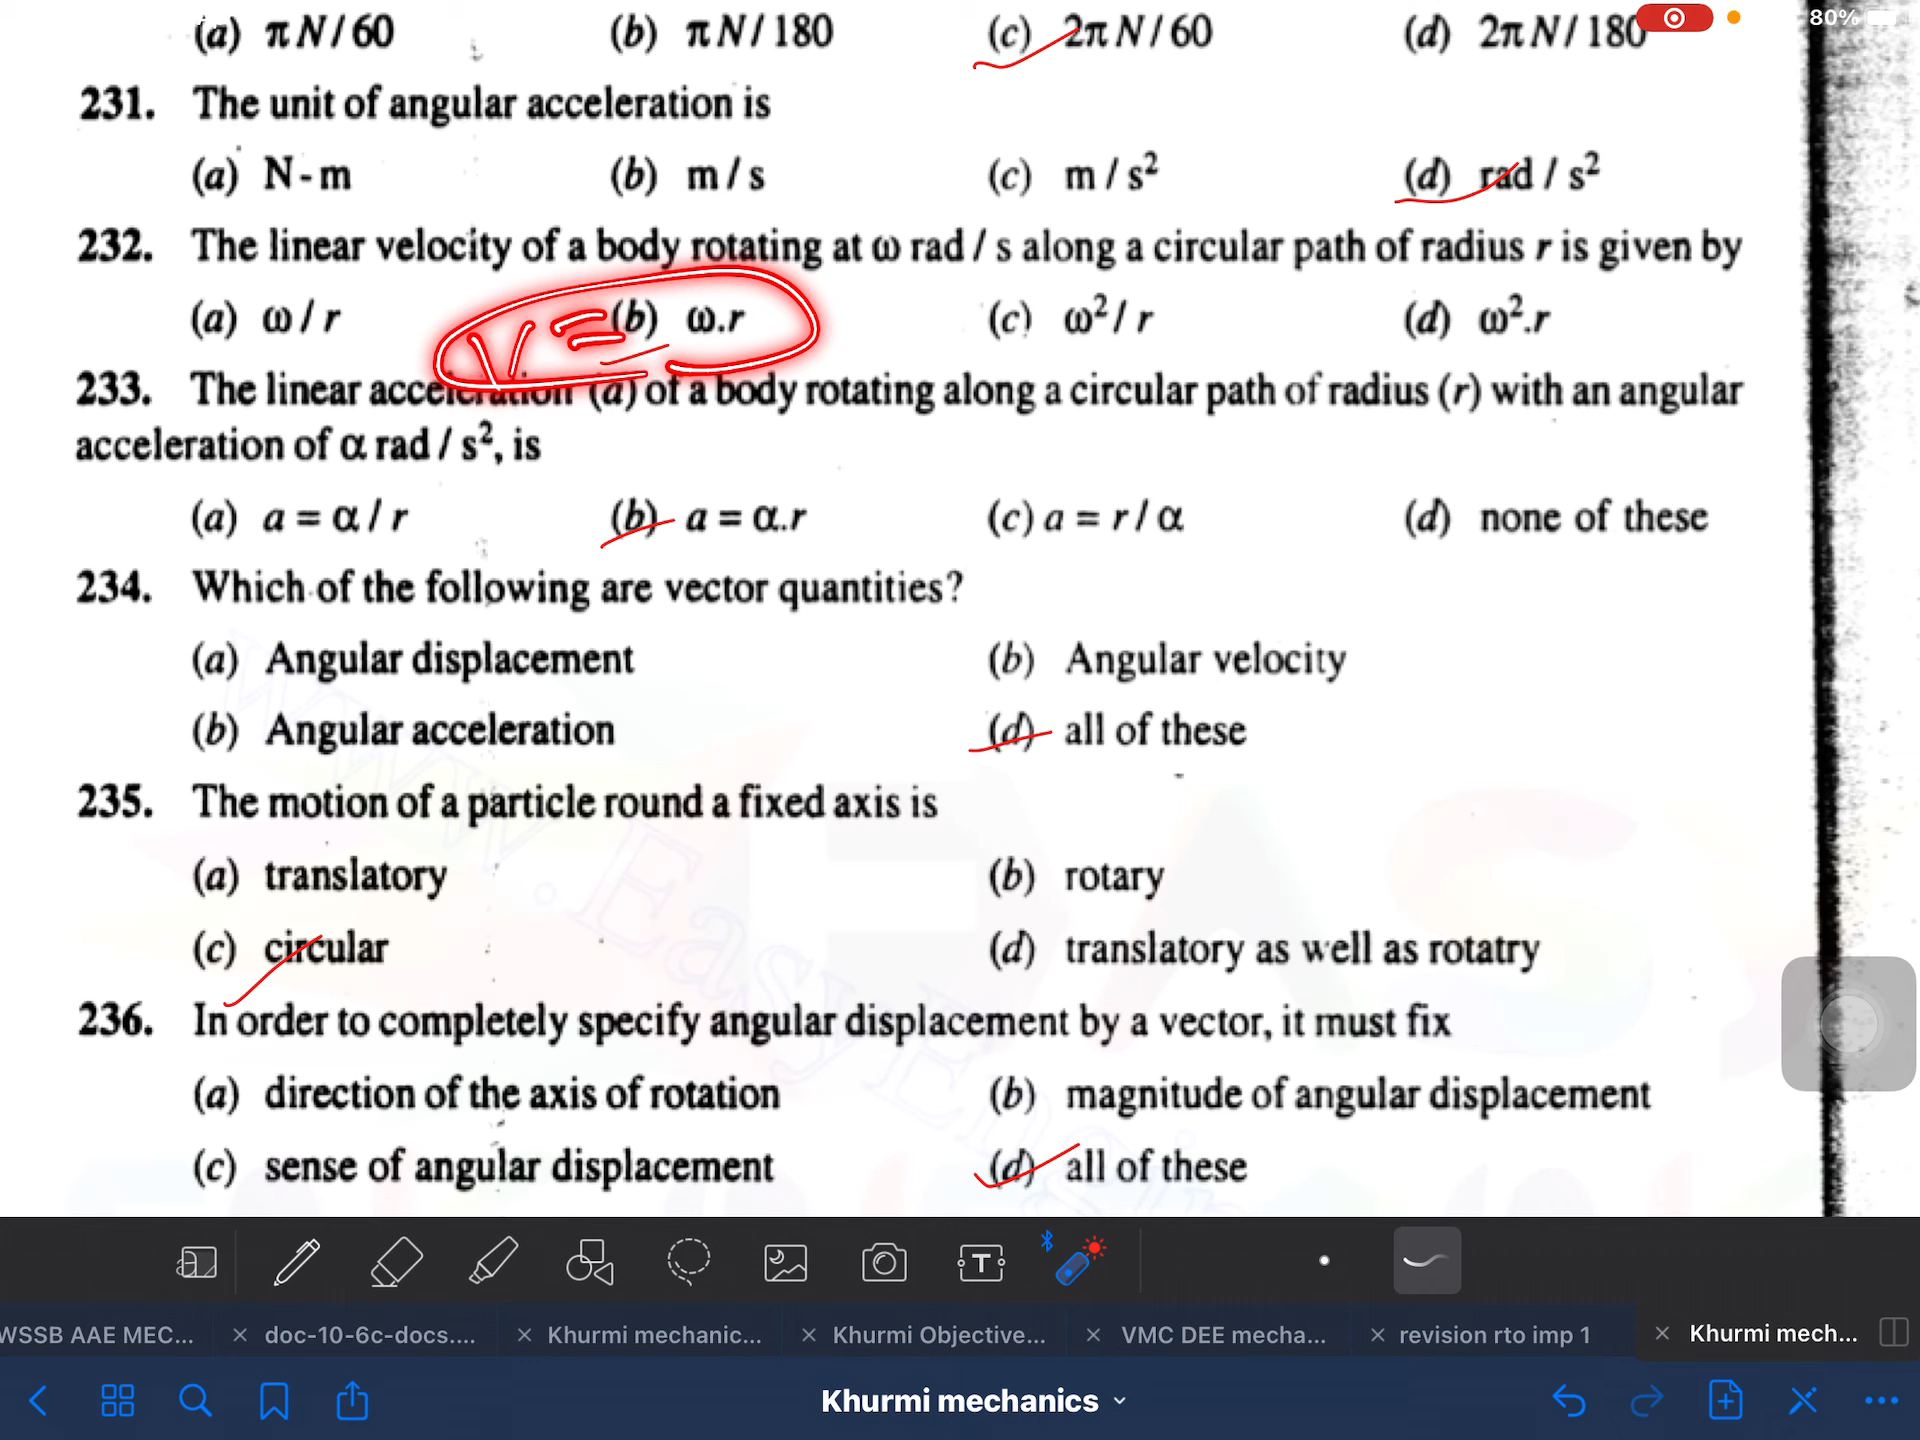 80%
(a) πN/60 (b) πN/180 (c) 2πN/60 (d) 2πN/180
231. The unit of angular acceleration is
(a) N-m (b) m/s (c) m/s² (d) rad/s²
232. The linear velocity of a body rotating at ω rad/s along a circular path of radius r is given by
(a) ω/r V = (b) ω.r (c) ω²/r (d) ω².r
233. The linear acceleration (a) of a body rotating along a circular path of radius (r) with an angular
acceleration of α rad/s², is
(a) a = α/r (b) a = α.r (c) a = r/α (d) none of these
234. Which of the following are vector quantities?
(a) Angular displacement (b) Angular velocity
(b) Angular acceleration (d) all of these
235. The motion of a particle round a fixed axis is
(a) translatory (b) rotary
(c) circular (d) translatory as well as rotatry
236. In order to completely specify angular displacement by a vector, it must fix
(a) direction of the axis of rotation (b) magnitude of angular displacement
(c) sense of angular displacement (d) all of these
WSSB AAE MEC... × doc-10-6c-docs.... × Khurmi mechanic... × Khurmi Objective... × VMC DEE mecha... × revision rto imp 1 × Khurmi mech...
Khurmi mechanics